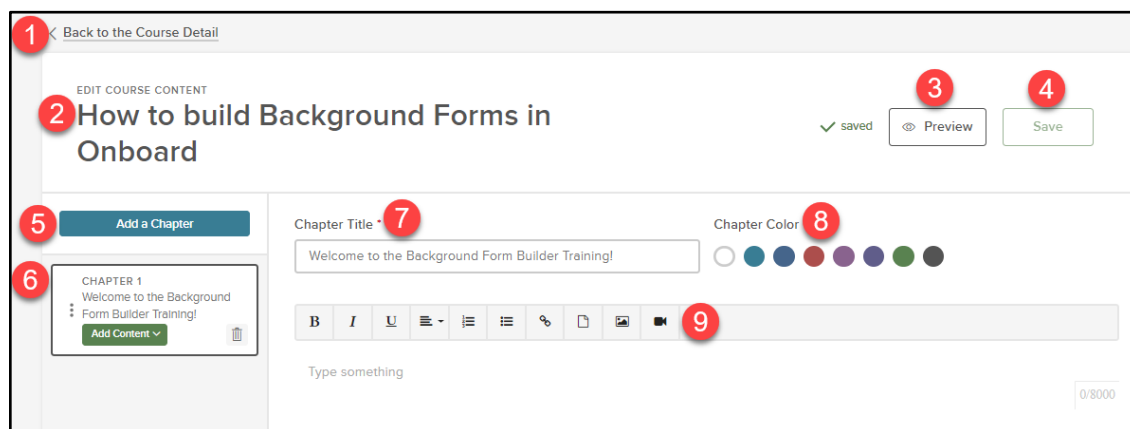 1
Back to the Course Detail
EDIT COURSE CONTENT
2
How to build Background Forms in
Onboard
saved
3
Preview
4
Save
5
Add a Chapter
6
CHAPTER 1
Welcome to the Background
Form Builder Training!
Add Content
Chapter Title *
7
Welcome to the Background Form Builder Training!
Chapter Color
8
B I U
9
Type something
0/8000